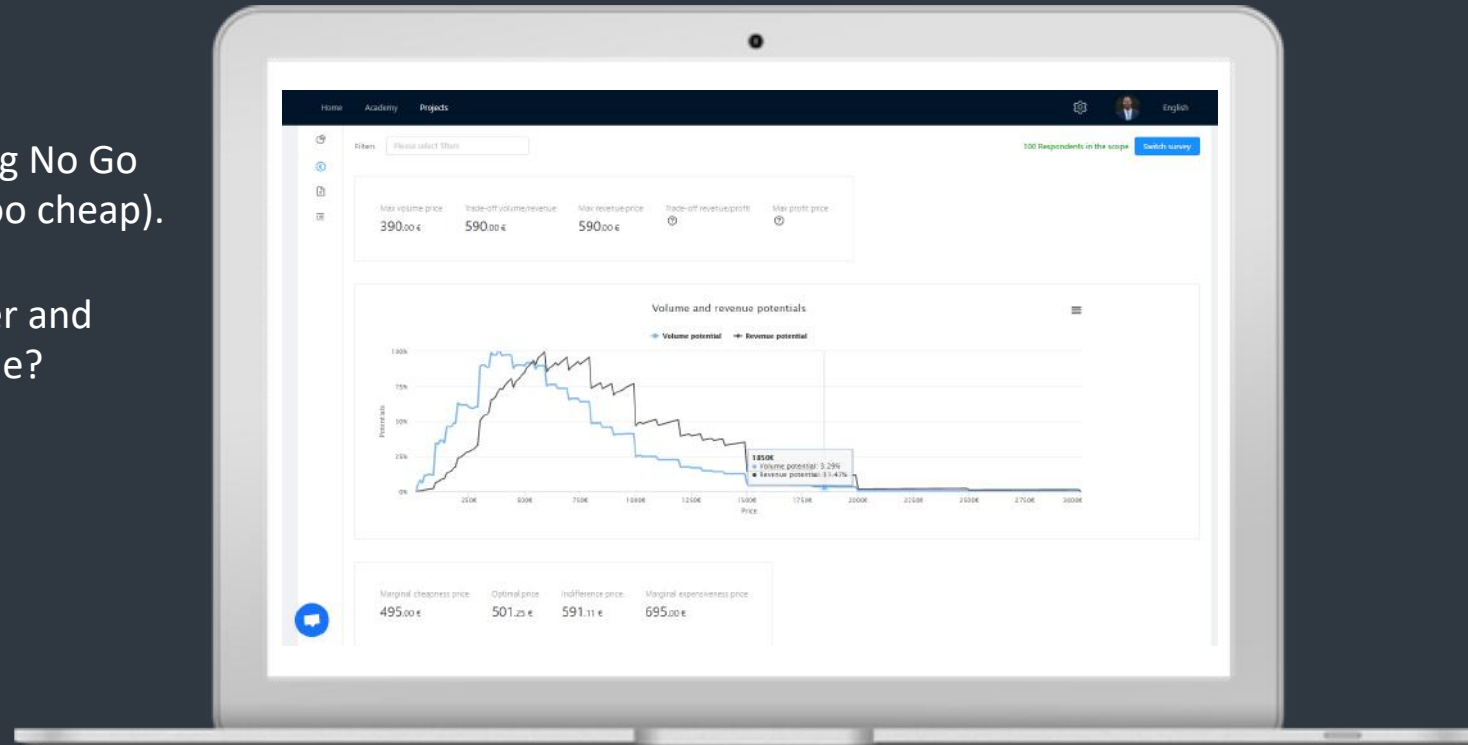 g No Go
oo cheap).
er and
e?
Home Academy Projects English
Filters: Please select filters 100 Respondents in the scope Switch survey
Max volume price Trade-off volume/revenue Max revenue price Trade-off revenue/profit Max profit price
390.00 € 590.00 € 590.00 €
Volume and revenue potentials
Volume potential Revenue potential
100%
75%
50%
25%
0%
Potentials
250€ 500€ 750€ 1000€ 1250€ 1500€ 1750€ 2000€ 2250€ 2500€ 2750€ 3000€
Price
1850€
Volume potential: 3.29%
Revenue potential: 11.47%
Marginal cheapness price Optimal price Indifference price Marginal expensiveness price
495.00 € 501.25 € 591.11 € 695.00 €